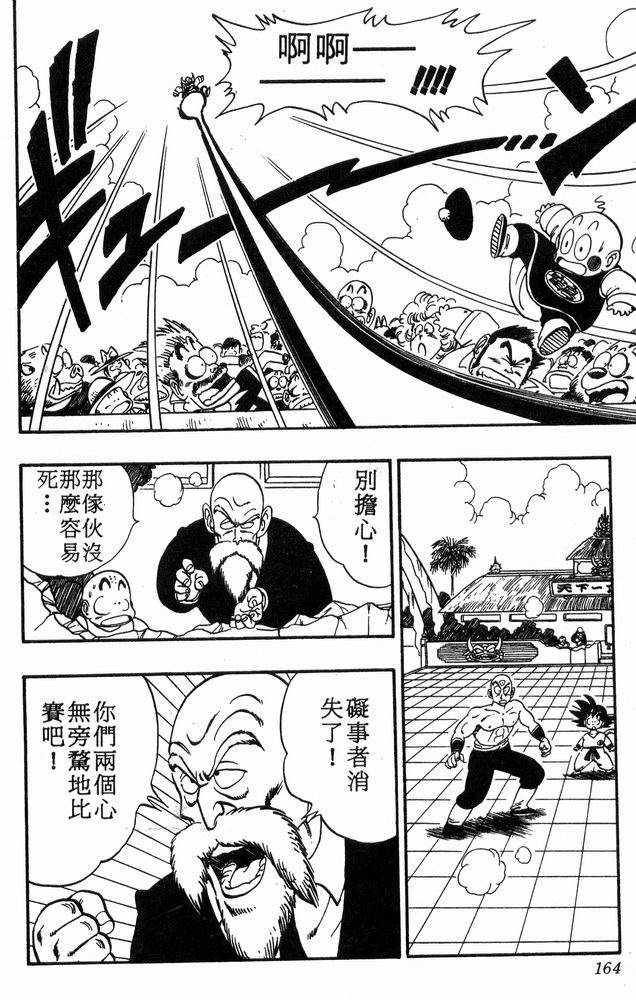 啊啊——
——!!!!
ギューン
天下一
別擔心！
那傢伙沒
那麼容易
死…
礙事者消
失了！
你們兩個心
無旁騖地比
賽吧！
164